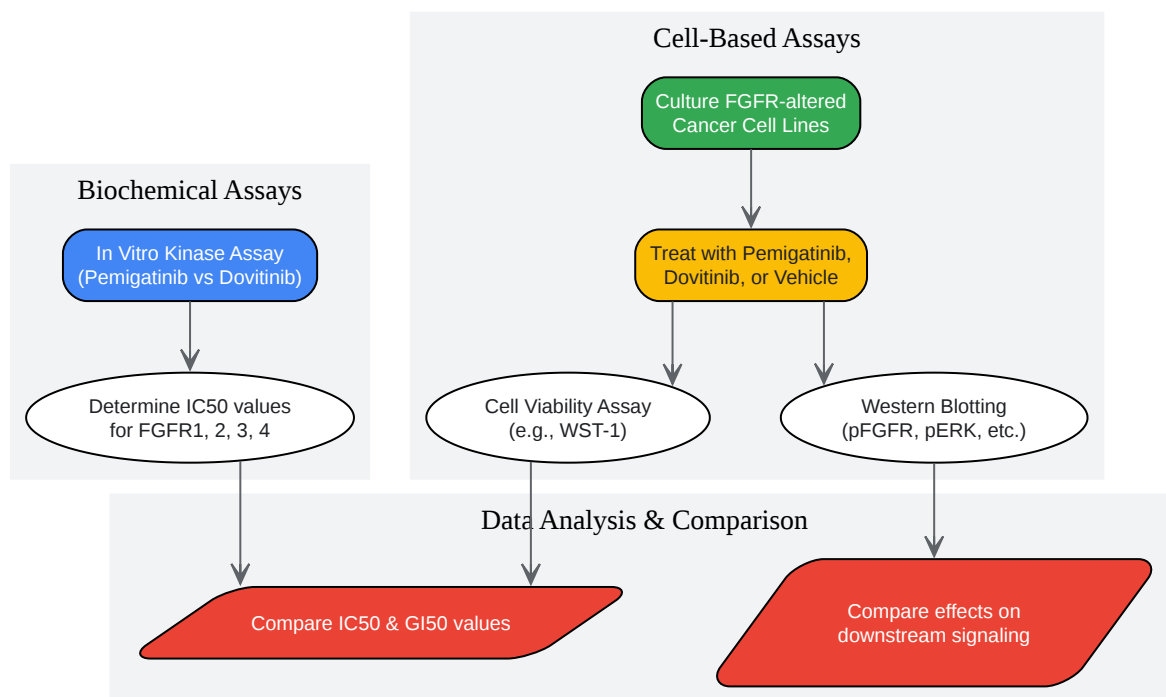 Cell-Based Assays
Culture FGFR-altered
Cancer Cell Lines
Biochemical Assays
In Vitro Kinase Assay
(Pemigatinib vs Dovitinib)
Treat with Pemigatinib,
Dovitinib, or Vehicle
Determine IC50 values
for FGFR1, 2, 3, 4
Cell Viability Assay
(e.g., WST-1)
Western Blotting
(pFGFR, pERK, etc.)
Data Analysis & Comparison
Compare IC50 & GI50 values
Compare effects on
downstream signaling